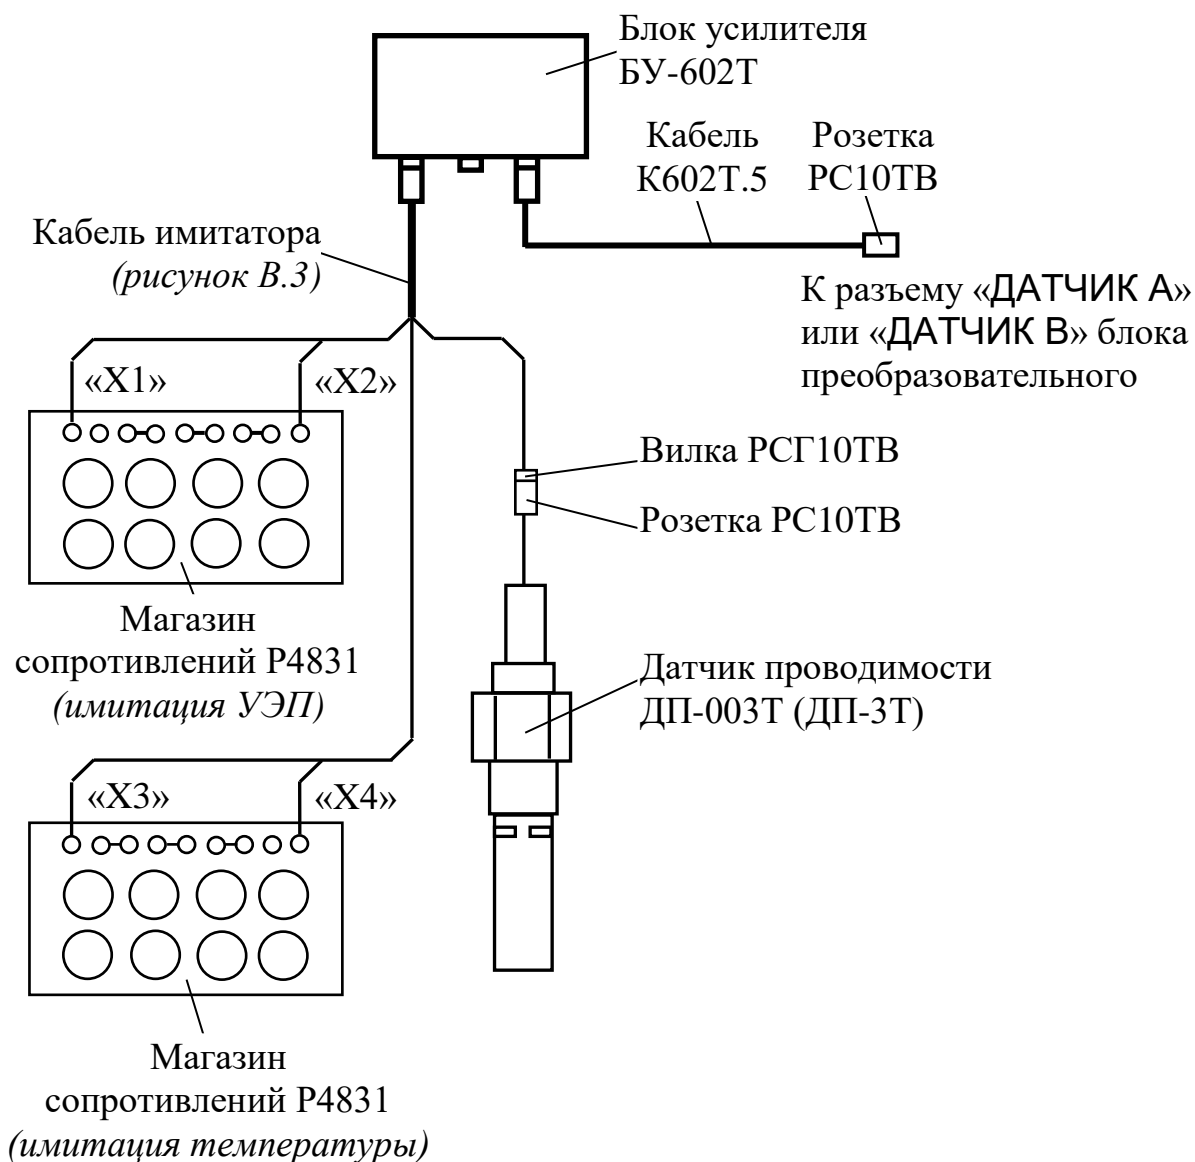 Блок усилителя
БУ-602Т
Кабель
К602Т.5
Розетка
РС10ТВ
Кабель имитатора
(рисунок В.3)
К разъему «ДАТЧИК А»
или «ДАТЧИК В» блока
преобразовательного
«Х1»
«Х2»
Вилка РСГ10ТВ
Розетка РС10ТВ
Магазин
сопротивлений Р4831
(имитация УЭП)
Датчик проводимости
ДП-003Т (ДП-3Т)
«Х3»
«Х4»
Магазин
сопротивлений Р4831
(имитация температуры)